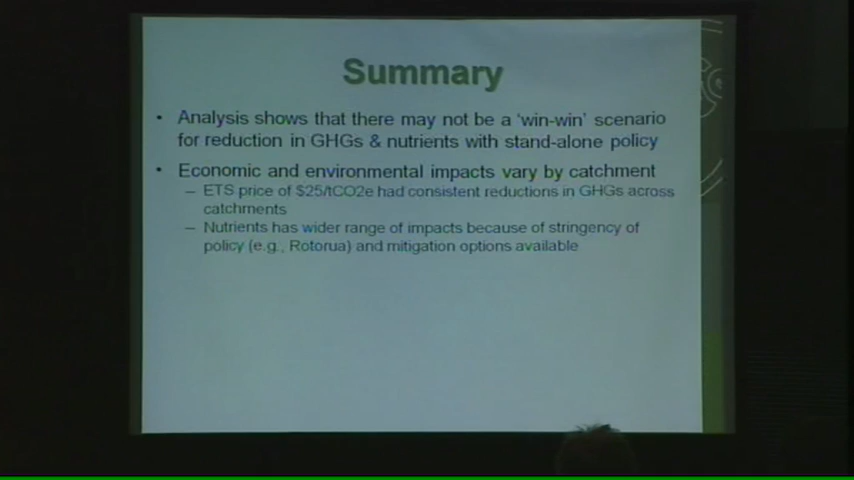 Summary
• Analysis shows that there may not be a 'win-win' scenario
for reduction in GHGs & nutrients with stand-alone policy
• Economic and environmental impacts vary by catchment
– ETS price of $25/tCO2e had consistent reductions in GHGs across
catchments
– Nutrients has wider range of impacts because of stringency of
policy (e.g., Rotorua) and mitigation options available